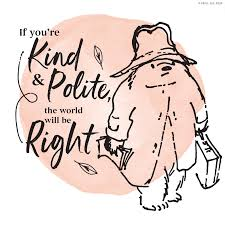 If you're
Kind
& Polite,
the world
will be
Right